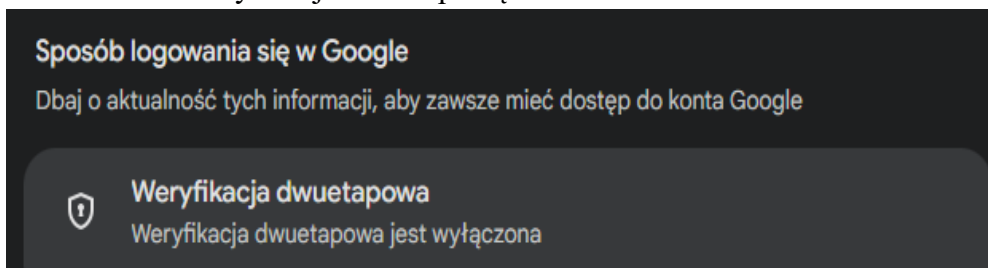 Sposób logowania się w Google
Dbaj o aktualność tych informacji, aby zawsze mieć dostęp do konta Google
Weryfikacja dwuetapowa
Weryfikacja dwuetapowa jest wyłączona